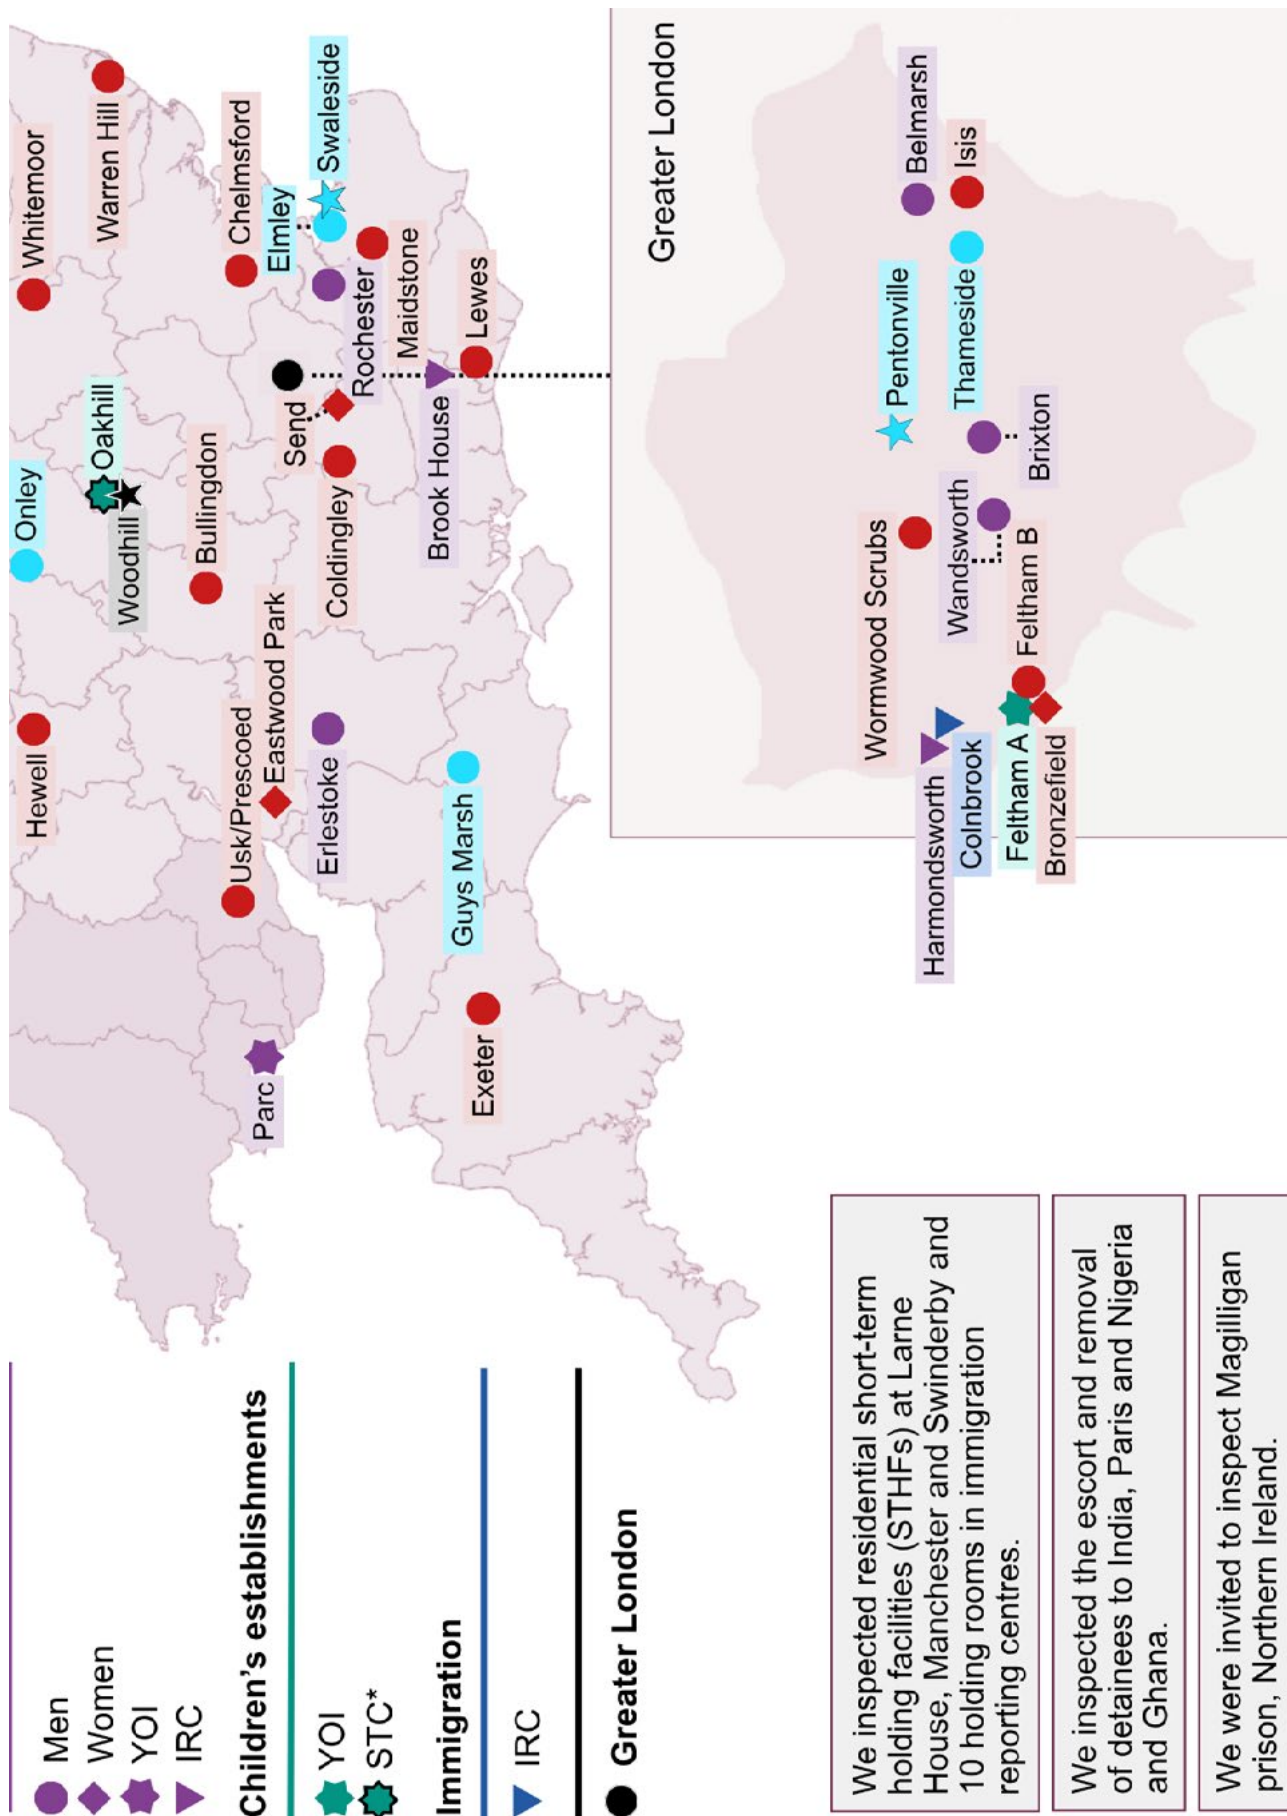 Whitemoor
Warren Hill
Onley
Oakhill
Woodhill
Hewell
Bullingdon
Chelmsford
Elmley
Swaleside
Usk/Prescoed
Eastwood Park
Send
Coldingley
Rochester
Maidstone
Parc
Erlestoke
Brook House
Lewes
Guys Marsh
Exeter
Greater London
Belmarsh
Isis
Pentonville
Thameside
Wormwood Scrubs
Wandsworth
Brixton
Harmondsworth
Colnbrook
Feltham A
Feltham B
Bronzefield
Men
Women
YOI
IRC
Children's establishments
YOI
STC*
Immigration
IRC
Greater London
We inspected residential short-term
holding facilities (STHFs) at Larne
House, Manchester and Swinderby and
10 holding rooms in immigration
reporting centres.
We inspected the escort and removal
of detainees to India, Paris and Nigeria
and Ghana.
We were invited to inspect Magilligan
prison, Northern Ireland.